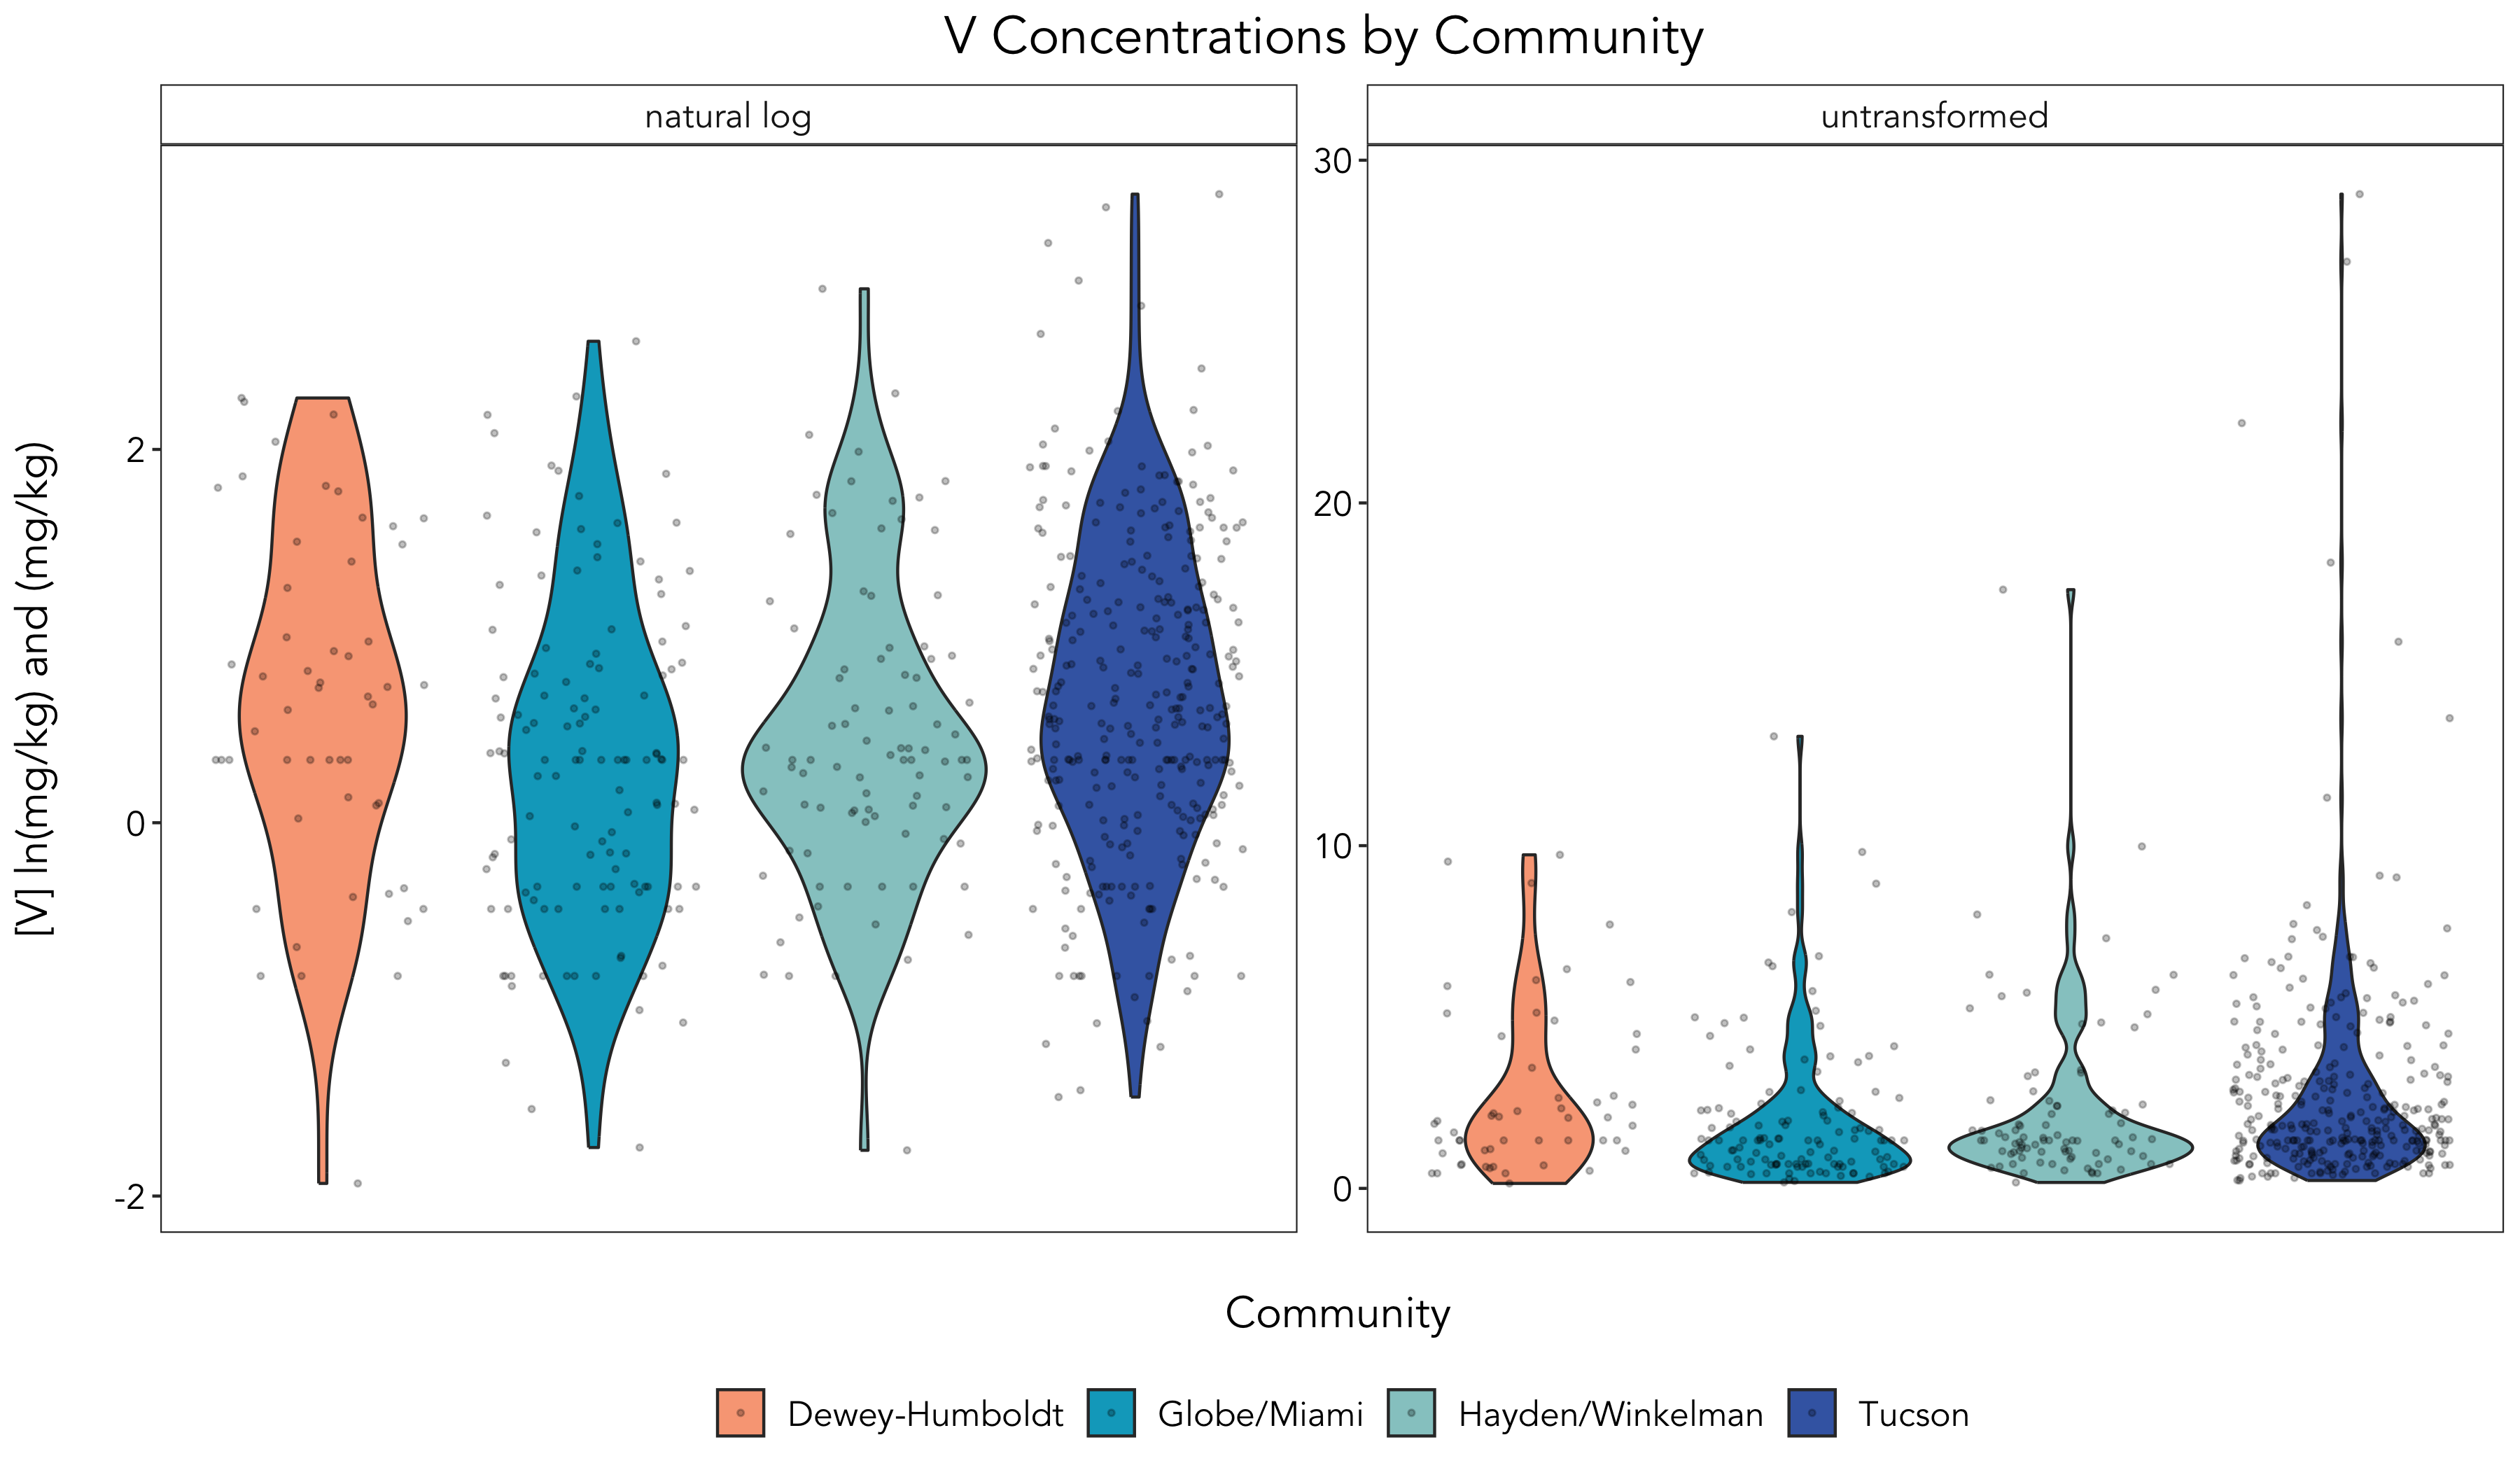 V Concentrations by Community
natural log
untransformed
[V] ln(mg/kg) and (mg/kg)
2
0
-2
30
20
10
0
Community
Dewey-Humboldt
Globe/Miami
Hayden/Winkelman
Tucson